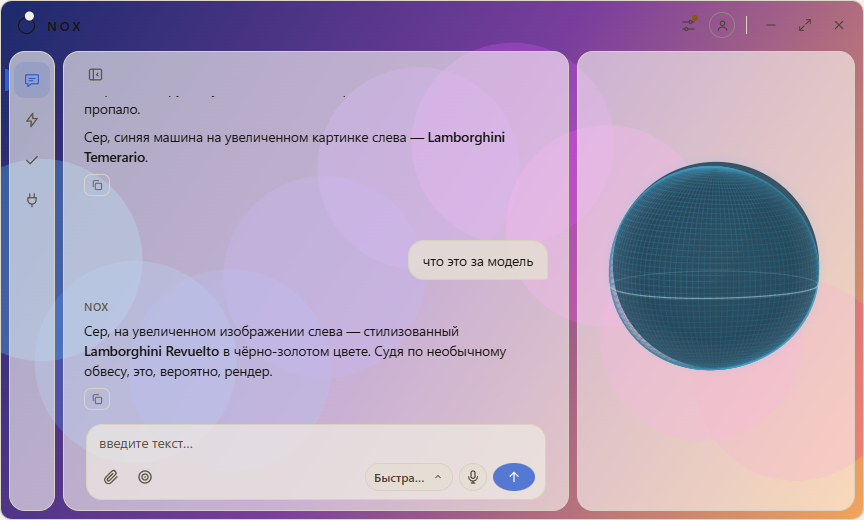 NOX
пропало.
Сер, синяя машина на увеличенном картинке слева — Lamborghini
Temerario.
что это за модель
NOX
Сер, на увеличенном изображении слева — стилизованный
Lamborghini Revuelto в чёрно-золотом цвете. Судя по необычному
обвесу, это, вероятно, рендер.
введите текст...
Быстра...